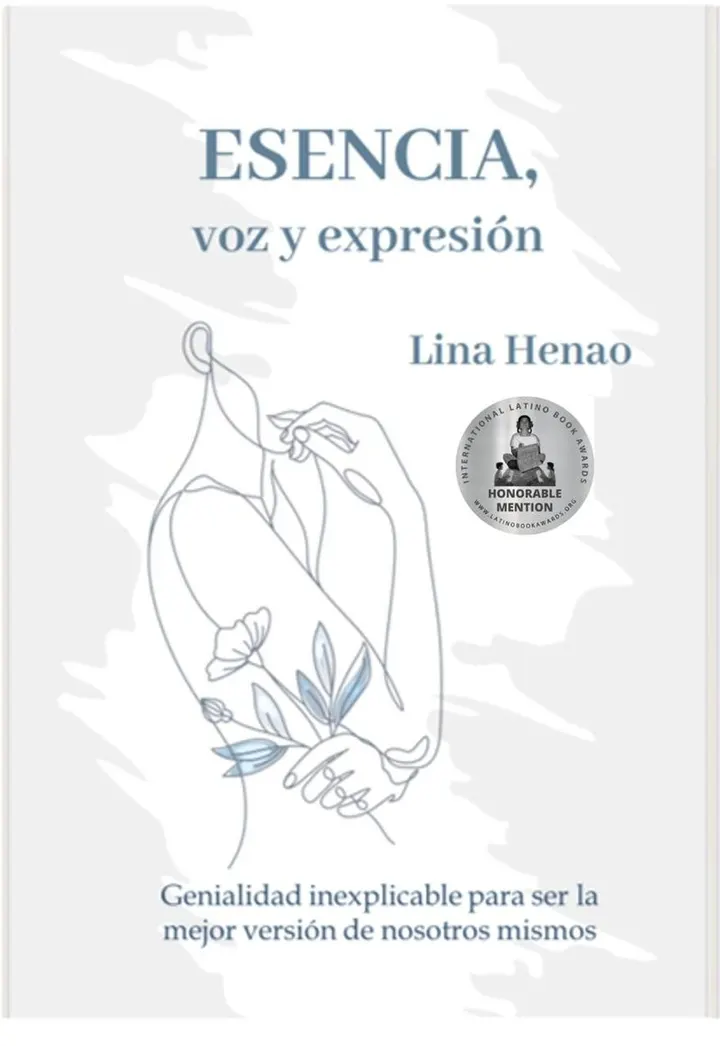 ESENCIA,
voz y expresión
Lina Henao
INTERNATIONAL LATINO BOOK AWARDS
HONORABLE
MENTION
WWW.LATINOBOOKAWARDS.ORG
Genialidad inexplicable para ser la
mejor versión de nosotros mismos